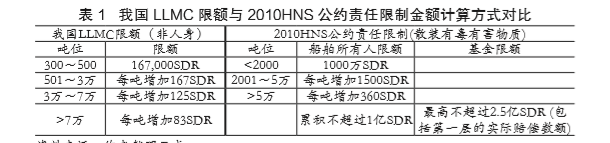 表 1 我国 LLMC 限额与 2010HNS 公约责任限制金额计算方式对比
我国LLMC限额（非人身） 2010HNS公约责任限制(散装有毒有害物质)
吨位 限额 吨位 船舶所有人限额 基金限额
300～500 167,000SDR <2000 1000万SDR
501～3万 每吨增加167SDR 2001～5万 每吨增加1500SDR
3万～7万 每吨增加125SDR >5万 每吨增加360SDR
>7万 每吨增加83SDR 累积不超过1亿SDR 最高不超过2.5亿SDR (包
括第一层的实际赔偿数额)